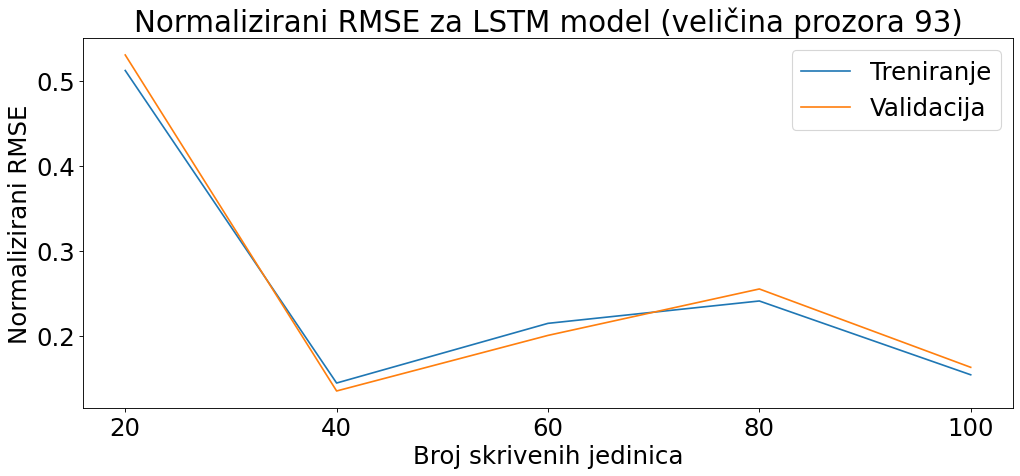 Normalizirani RMSE za LSTM model (veličina prozora 93)
Treniranje
Validacija
Normalizirani RMSE
0.5
0.4
0.3
0.2
20 40 60 80 100
Broj skrivenih jedinica